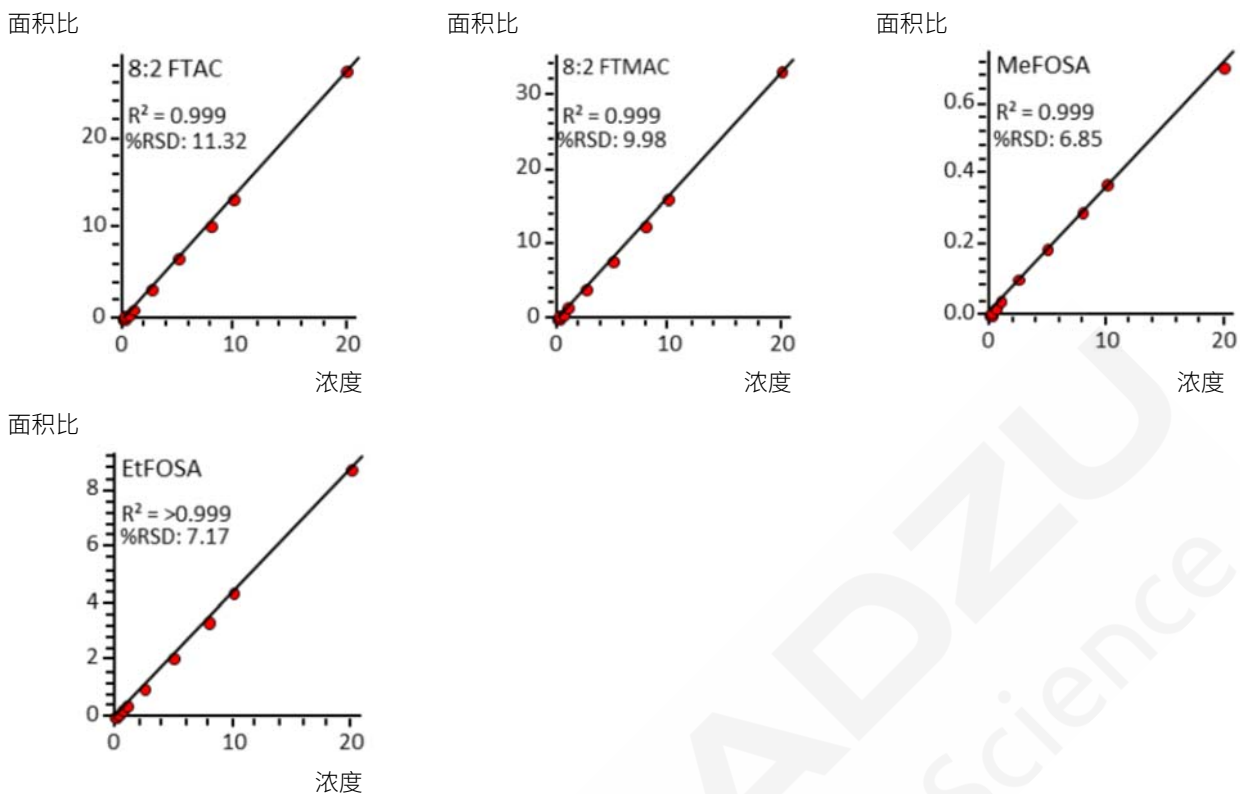 面积比
面积比
面积比
8:2 FTAC
R² = 0.999
%RSD: 11.32
20
10
0
0
10
20
浓度
8:2 FTMAC
R² = 0.999
%RSD: 9.98
30
20
10
0
0
10
20
浓度
MeFOSA
R² = 0.999
%RSD: 6.85
0.6
0.4
0.2
0.0
0
10
20
浓度
面积比
EtFOSA
R² = >0.999
%RSD: 7.17
8
6
4
2
0
0
10
20
浓度
ADZU
Science